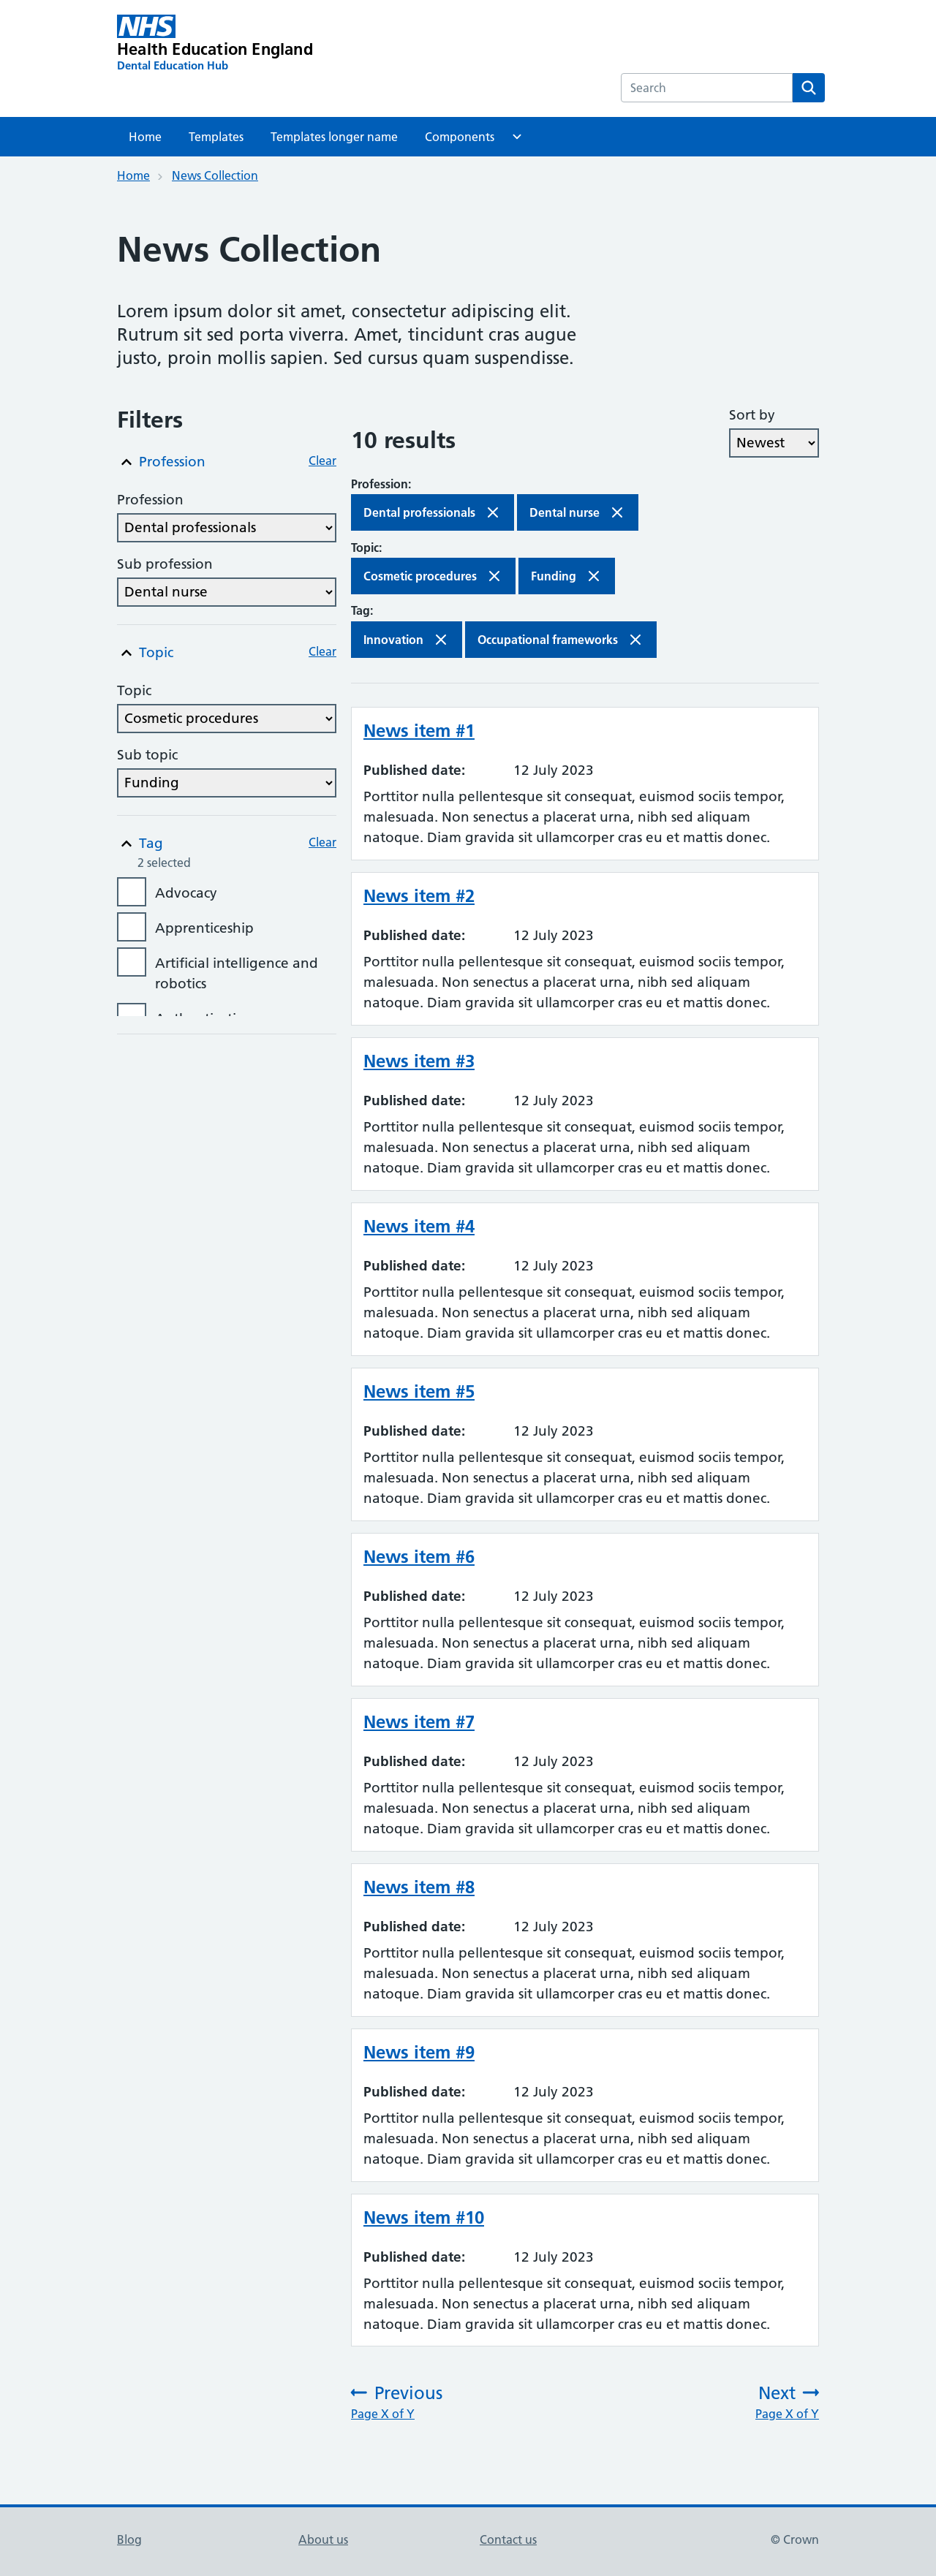 NHS
Health Education England
Dental Education Hub
Search
Home
Templates
Templates longer name
Components
Home
News Collection
News Collection
Lorem ipsum dolor sit amet, consectetur adipiscing elit.
Rutrum sit sed porta viverra. Amet, tincidunt cras augue
justo, proin mollis sapien. Sed cursus quam suspendisse.
Filters
Profession
Clear
Profession
Dental professionals
Sub profession
Dental nurse
Topic
Clear
Topic
Cosmetic procedures
Sub topic
Funding
Tag
Clear
2 selected
Advocacy
Apprenticeship
Artificial intelligence and
robotics
Sort by
Newest
10 results
Profession:
Dental professionals
Dental nurse
Topic:
Cosmetic procedures
Funding
Tag:
Innovation
Occupational frameworks
News item #1
Published date: 12 July 2023
Porttitor nulla pellentesque sit consequat, euismod sociis tempor,
malesuada. Non senectus a placerat urna, nibh sed aliquam
natoque. Diam gravida sit ullamcorper cras eu et mattis donec.
News item #2
Published date: 12 July 2023
Porttitor nulla pellentesque sit consequat, euismod sociis tempor,
malesuada. Non senectus a placerat urna, nibh sed aliquam
natoque. Diam gravida sit ullamcorper cras eu et mattis donec.
News item #3
Published date: 12 July 2023
Porttitor nulla pellentesque sit consequat, euismod sociis tempor,
malesuada. Non senectus a placerat urna, nibh sed aliquam
natoque. Diam gravida sit ullamcorper cras eu et mattis donec.
News item #4
Published date: 12 July 2023
Porttitor nulla pellentesque sit consequat, euismod sociis tempor,
malesuada. Non senectus a placerat urna, nibh sed aliquam
natoque. Diam gravida sit ullamcorper cras eu et mattis donec.
News item #5
Published date: 12 July 2023
Porttitor nulla pellentesque sit consequat, euismod sociis tempor,
malesuada. Non senectus a placerat urna, nibh sed aliquam
natoque. Diam gravida sit ullamcorper cras eu et mattis donec.
News item #6
Published date: 12 July 2023
Porttitor nulla pellentesque sit consequat, euismod sociis tempor,
malesuada. Non senectus a placerat urna, nibh sed aliquam
natoque. Diam gravida sit ullamcorper cras eu et mattis donec.
News item #7
Published date: 12 July 2023
Porttitor nulla pellentesque sit consequat, euismod sociis tempor,
malesuada. Non senectus a placerat urna, nibh sed aliquam
natoque. Diam gravida sit ullamcorper cras eu et mattis donec.
News item #8
Published date: 12 July 2023
Porttitor nulla pellentesque sit consequat, euismod sociis tempor,
malesuada. Non senectus a placerat urna, nibh sed aliquam
natoque. Diam gravida sit ullamcorper cras eu et mattis donec.
News item #9
Published date: 12 July 2023
Porttitor nulla pellentesque sit consequat, euismod sociis tempor,
malesuada. Non senectus a placerat urna, nibh sed aliquam
natoque. Diam gravida sit ullamcorper cras eu et mattis donec.
News item #10
Published date: 12 July 2023
Porttitor nulla pellentesque sit consequat, euismod sociis tempor,
malesuada. Non senectus a placerat urna, nibh sed aliquam
natoque. Diam gravida sit ullamcorper cras eu et mattis donec.
Previous
Page X of Y
Next
Page X of Y
Blog
About us
Contact us
© Crown